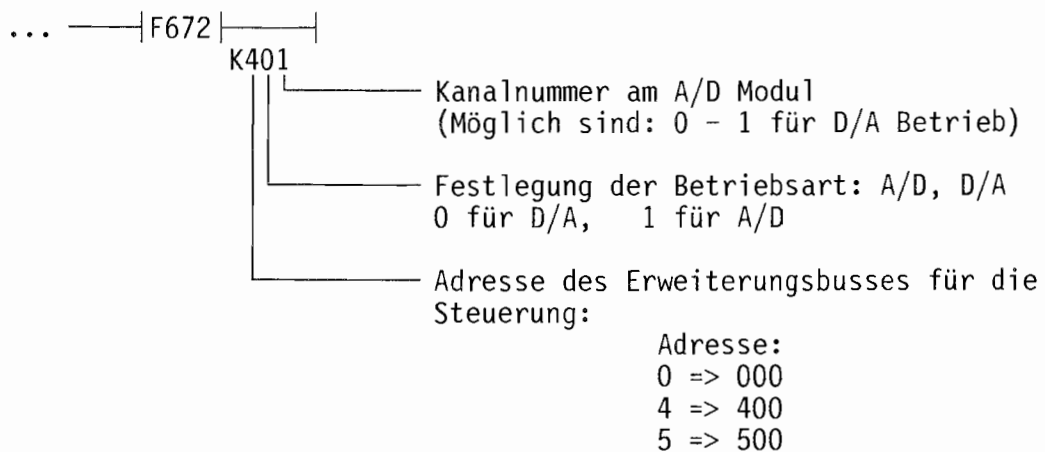 ... F672
K401
Kanalnummer am A/D Modul
(Möglich sind: 0 - 1 für D/A Betrieb)
Festlegung der Betriebsart: A/D, D/A
0 für D/A, 1 für A/D
Adresse des Erweiterungsbusses für die
Steuerung:
Adresse:
0 => 000
4 => 400
5 => 500